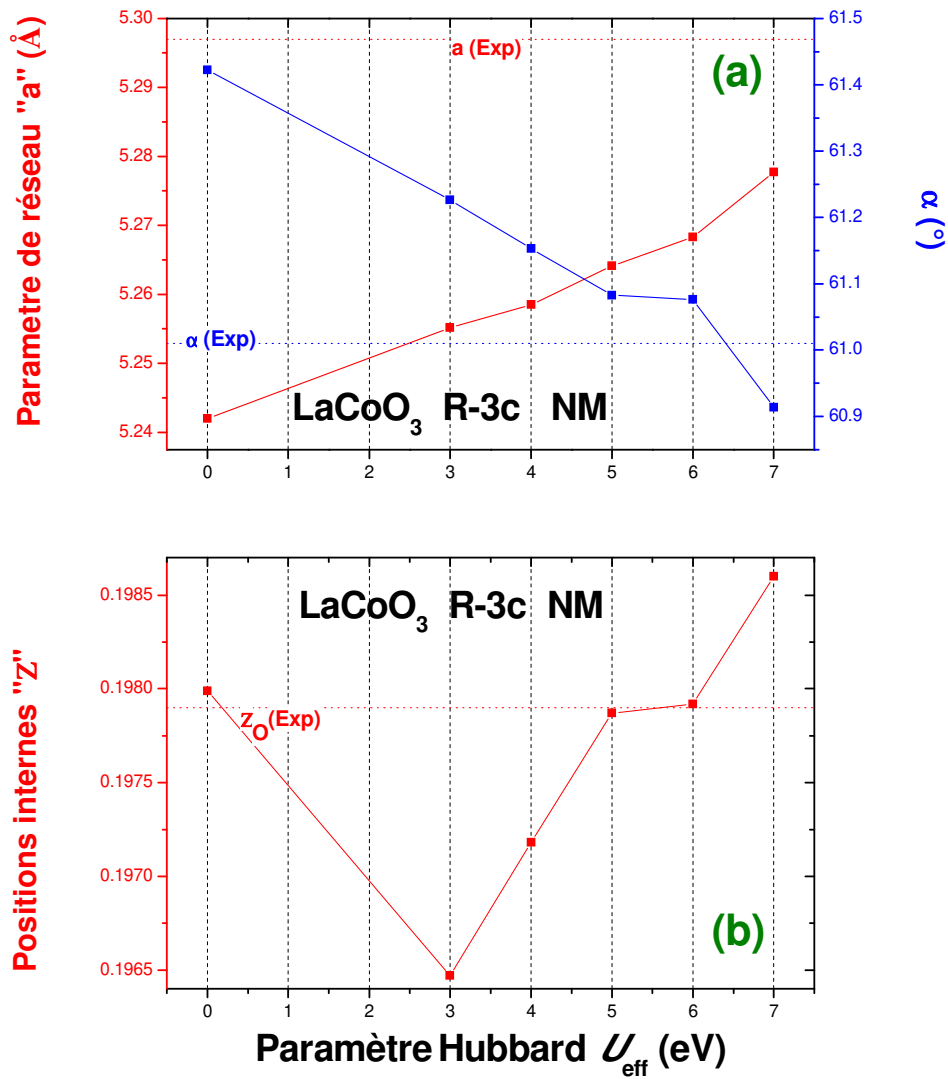 Parametre de réseau "a" (Å)
5.30
5.29
5.28
5.27
5.26
5.25
5.24
a (Exp)
(a)
α (Exp)
LaCoO3 R-3c NM
0 1 2 3 4 5 6 7
61.5
61.4
61.3
61.2
61.1
61.0
60.9
α (°)
Positions internes "Z"
0.1985
0.1980
0.1975
0.1970
0.1965
LaCoO3 R-3c NM
ZO(Exp)
(b)
0 1 2 3 4 5 6 7
Paramètre Hubbard Ueff (eV)